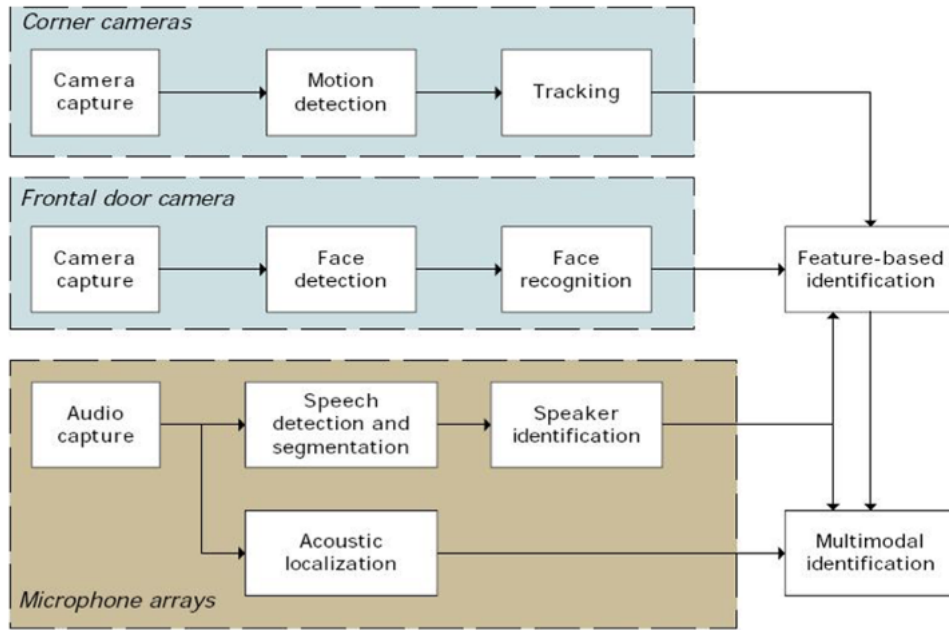 Corner cameras
Camera
capture
Motion
detection
Tracking
Frontal door camera
Camera
capture
Face
detection
Face
recognition
Feature-based
identification
Audio
capture
Speech
detection and
segmentation
Speaker
identification
Acoustic
localization
Multimodal
identification
Microphone arrays